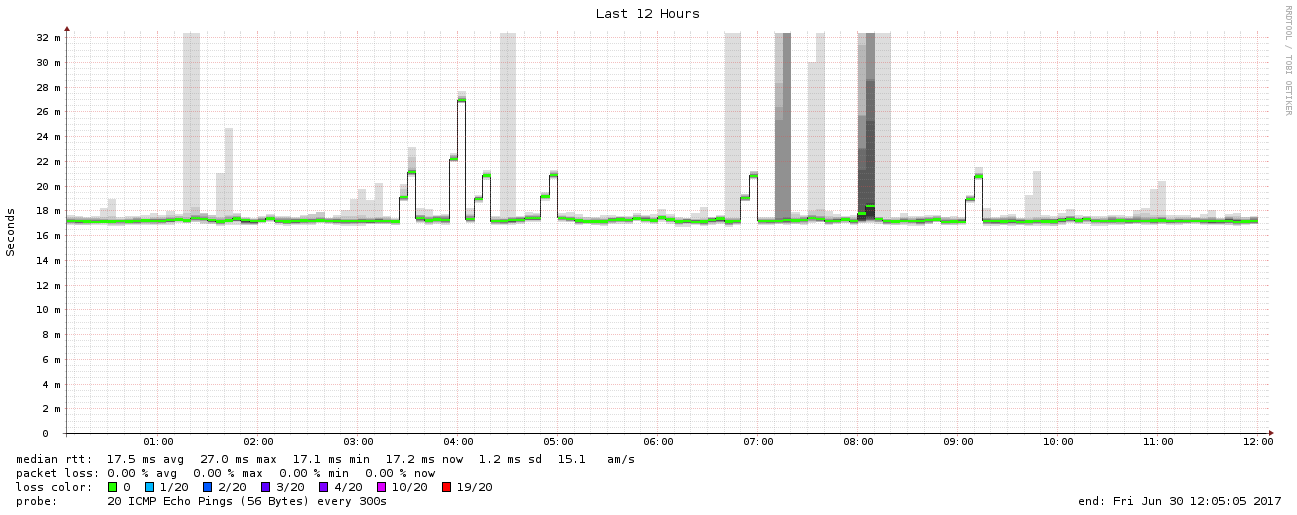 Last 12 Hours
RRDTOOL / TOBI OETIKER
Seconds
32 m
30 m
28 m
26 m
24 m
22 m
20 m
18 m
16 m
14 m
12 m
10 m
8 m
6 m
4 m
2 m
0
01:00 02:00 03:00 04:00 05:00 06:00 07:00 08:00 09:00 10:00 11:00 12:00
median rtt: 17.5 ms avg 27.0 ms max 17.1 ms min 17.2 ms now 1.2 ms sd 15.1 am/s
packet loss: 0.00 % avg 0.00 % max 0.00 % min 0.00 % now
loss color: 0 1/20 2/20 3/20 4/20 10/20 19/20
probe: 20 ICMP Echo Pings (56 Bytes) every 300s end: Fri Jun 30 12:05:05 2017